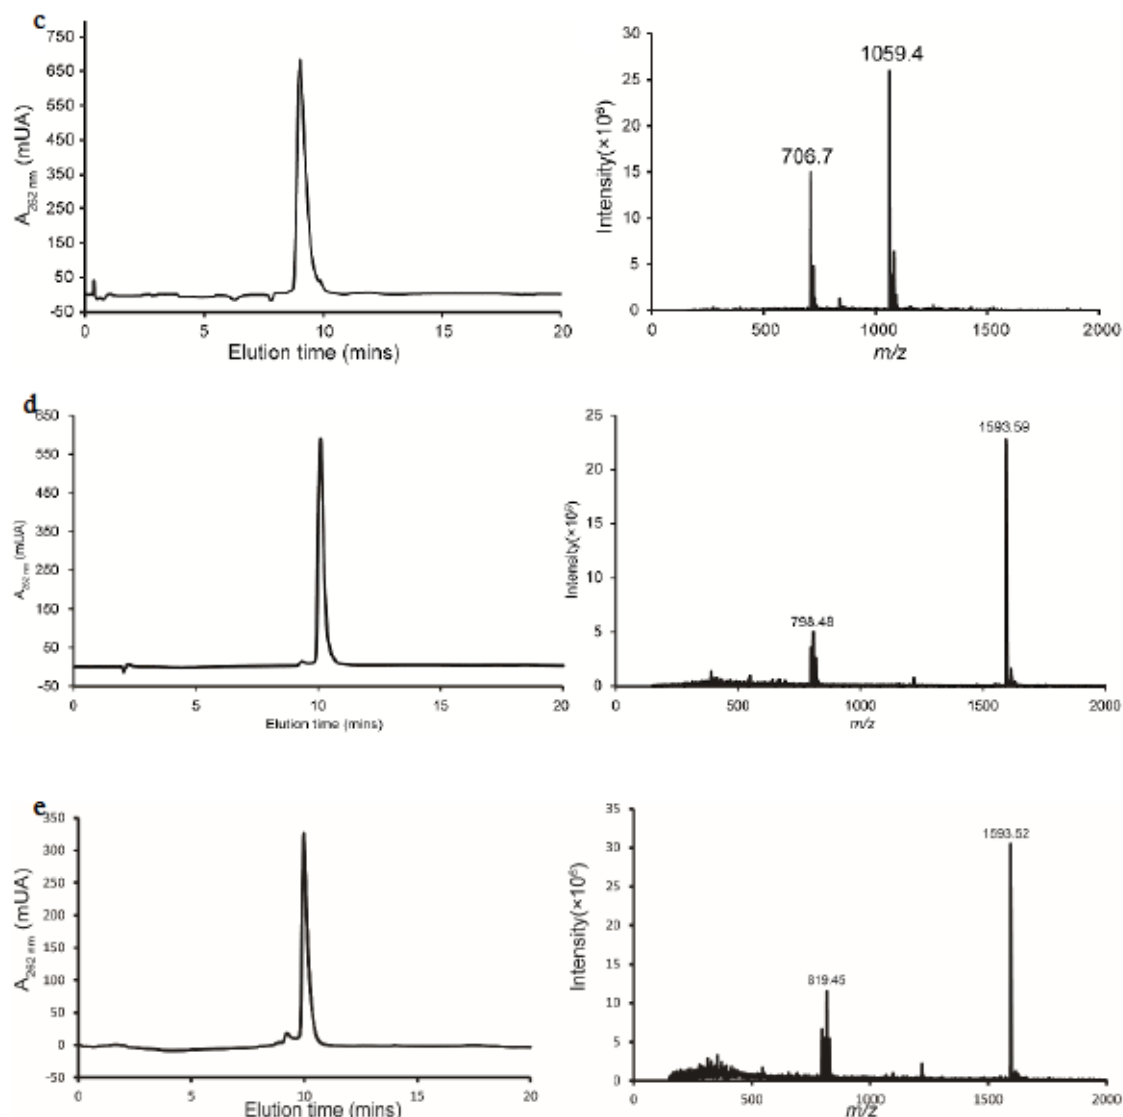 c
750
650
550
450
350
250
150
50
-50
A262 nm (mUA)
0 5 10 15 20
Elution time (mins)
30
25
20
15
10
5
0
Intensity(×10⁶)
706.7
1059.4
0 500 1000 1500 2000
m/z
d
650
550
450
350
250
150
50
-50
A262 nm (mUA)
0 5 10 15 20
Elution time (mins)
25
20
15
10
5
0
Intensity(×10⁶)
798.48
1593.59
0 500 1000 1500 2000
m/z
e
350
300
250
200
150
100
50
0
-50
A262 nm (mUA)
0 5 10 15 20
Elution time (mins)
35
30
25
20
15
10
5
0
Intensity(×10⁶)
819.45
1593.52
0 500 1000 1500 2000
m/z